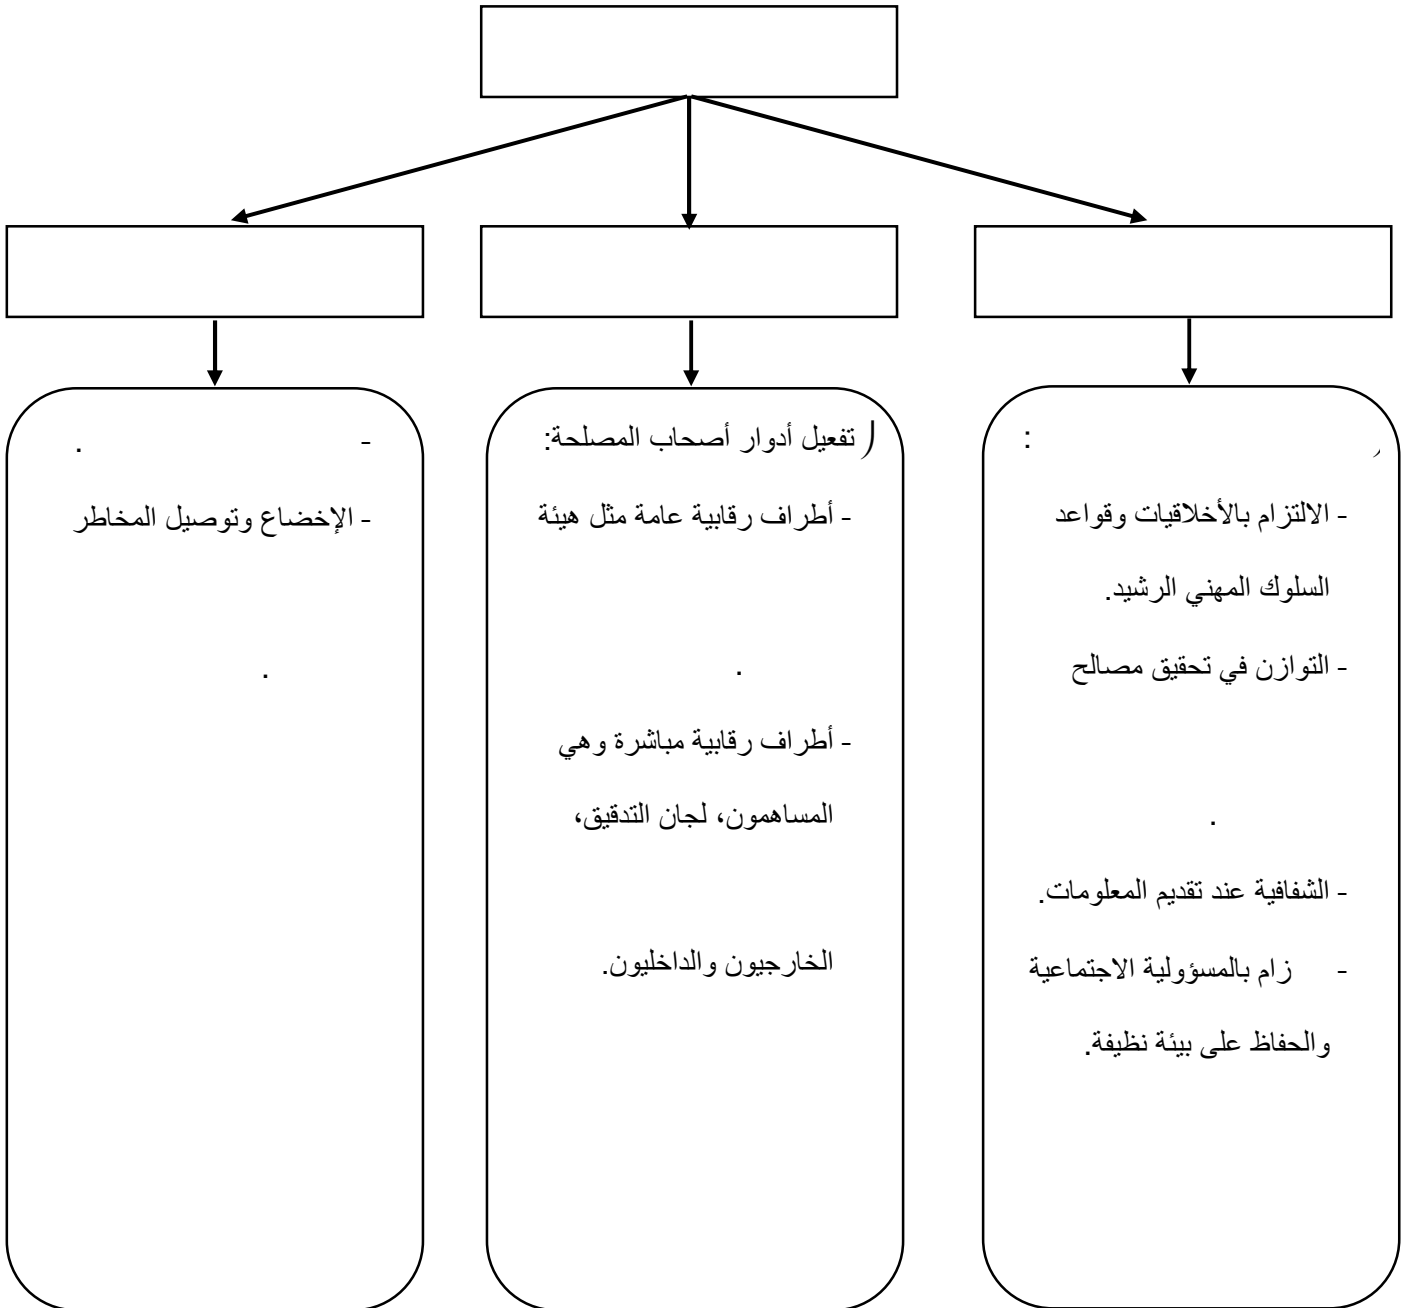 :
- الالتزام بالأخلاقيات وقواعد
السلوك المهني الرشيد.
- التوازن في تحقيق مصالح
.
- الشفافية عند تقديم المعلومات.
- زام بالمسؤولية الاجتماعية
والحفاظ على بيئة نظيفة.
تفعيل أدوار أصحاب المصلحة:
- أطراف رقابية عامة مثل هيئة
.
- أطراف رقابية مباشرة وهي
المساهمون، لجان التدقيق،
الخارجيون والداخليون.
- .
- الإخضاع وتوصيل المخاطر
.